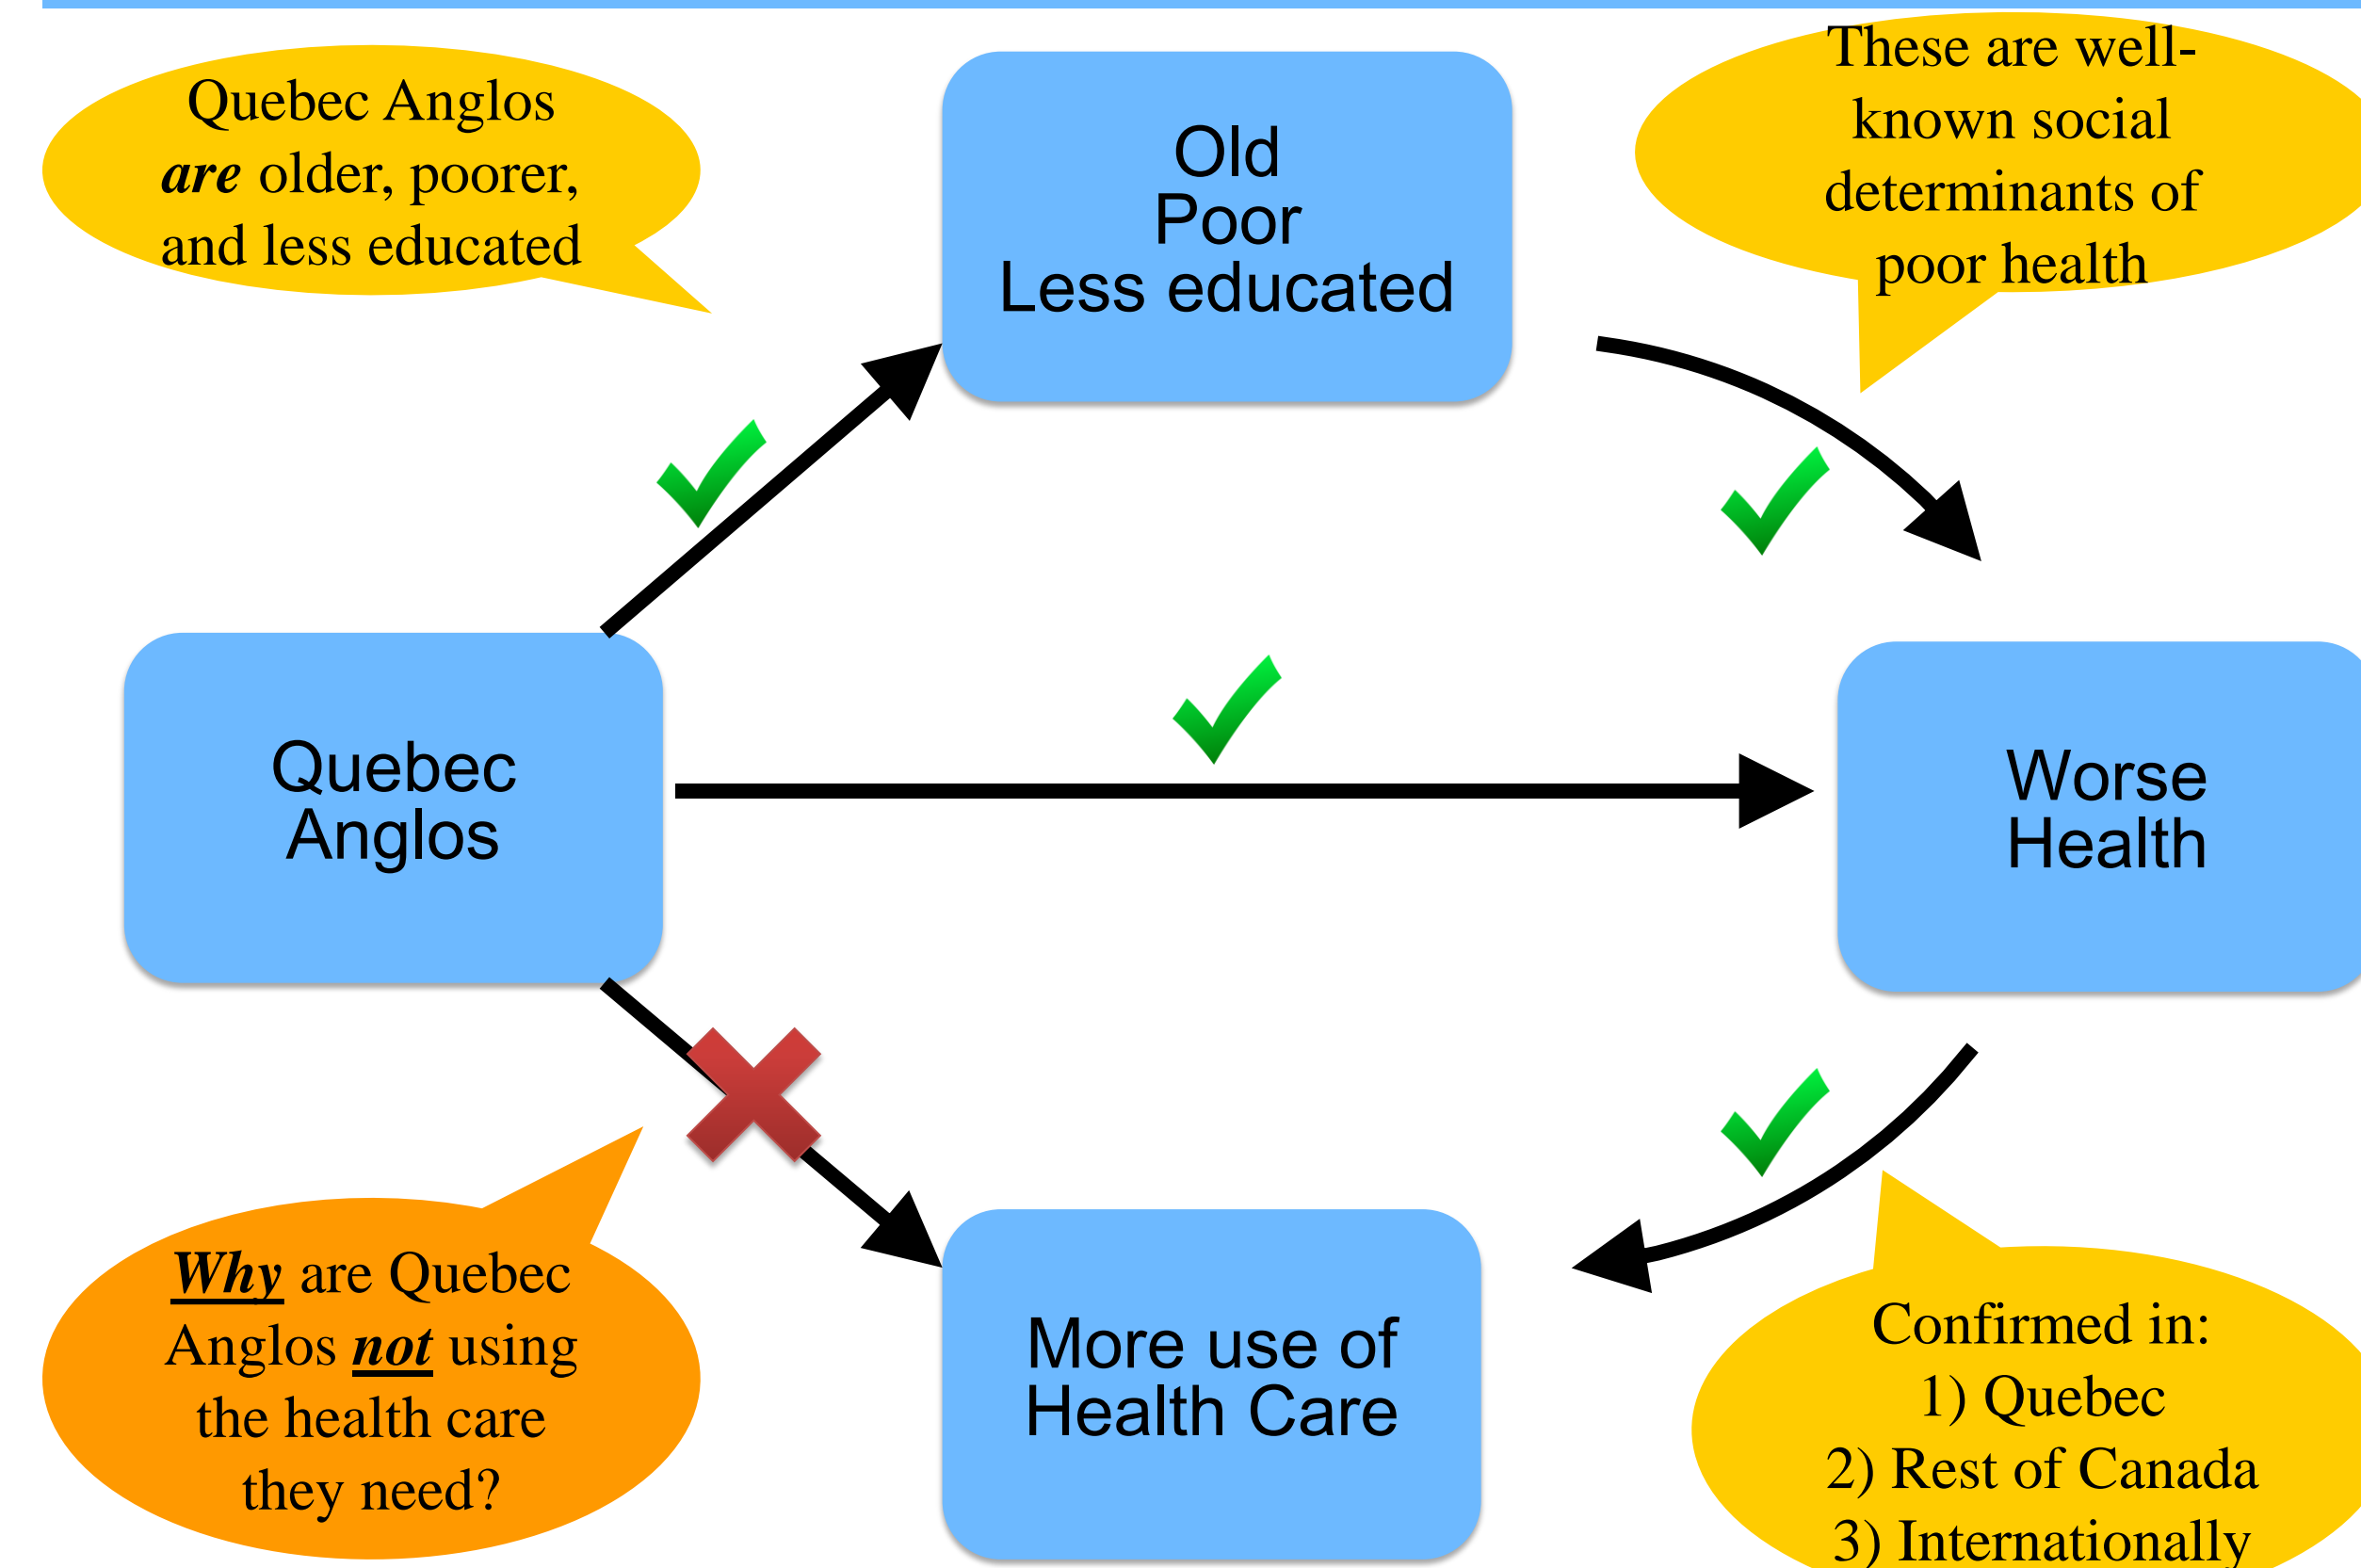 Quebec Anglos
are older, poorer,
and less educated
Old
Poor
Less educated
These are well-
known social
determinants of
poor health
Quebec
Anglos
Worse
Health
Why are Quebec
Anglos not using
the health care
they need?
More use of
Health Care
Confirmed in:
1) Quebec
2) Rest of Canada
3) Internationally